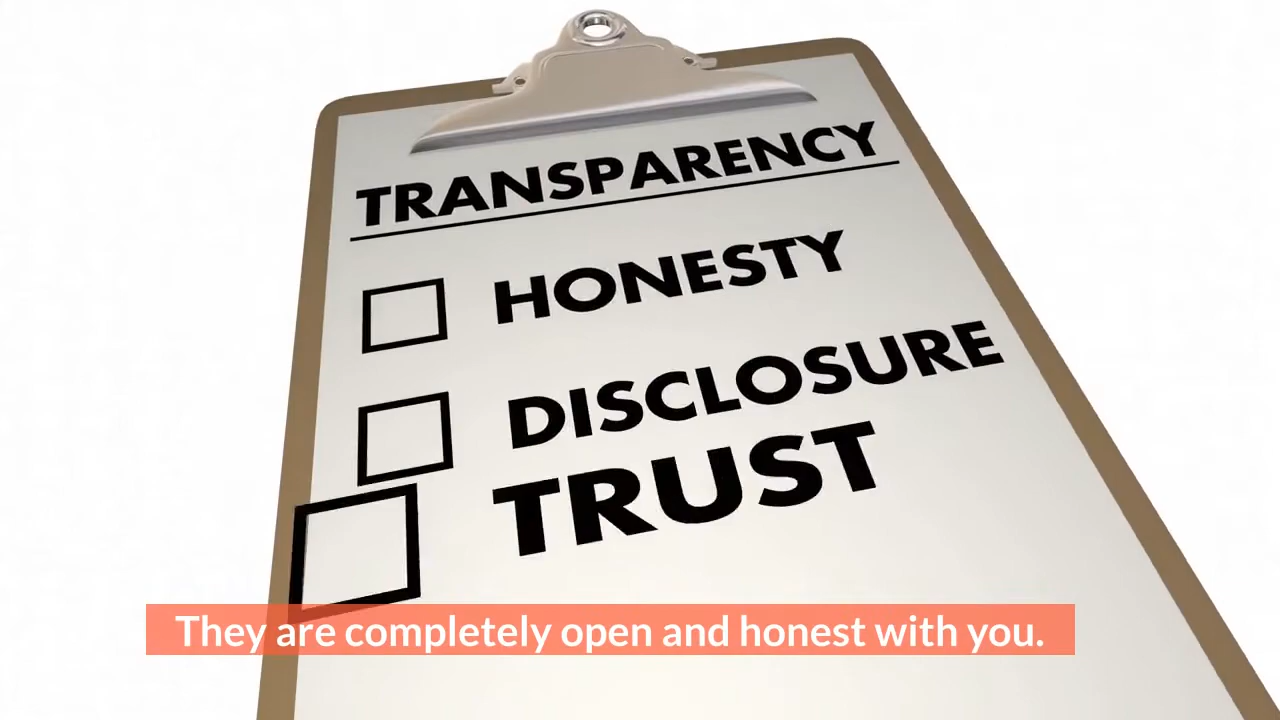 TRANSPARENCY
HONESTY
DISCLOSURE
TRUST
They are completely open and honest with you.